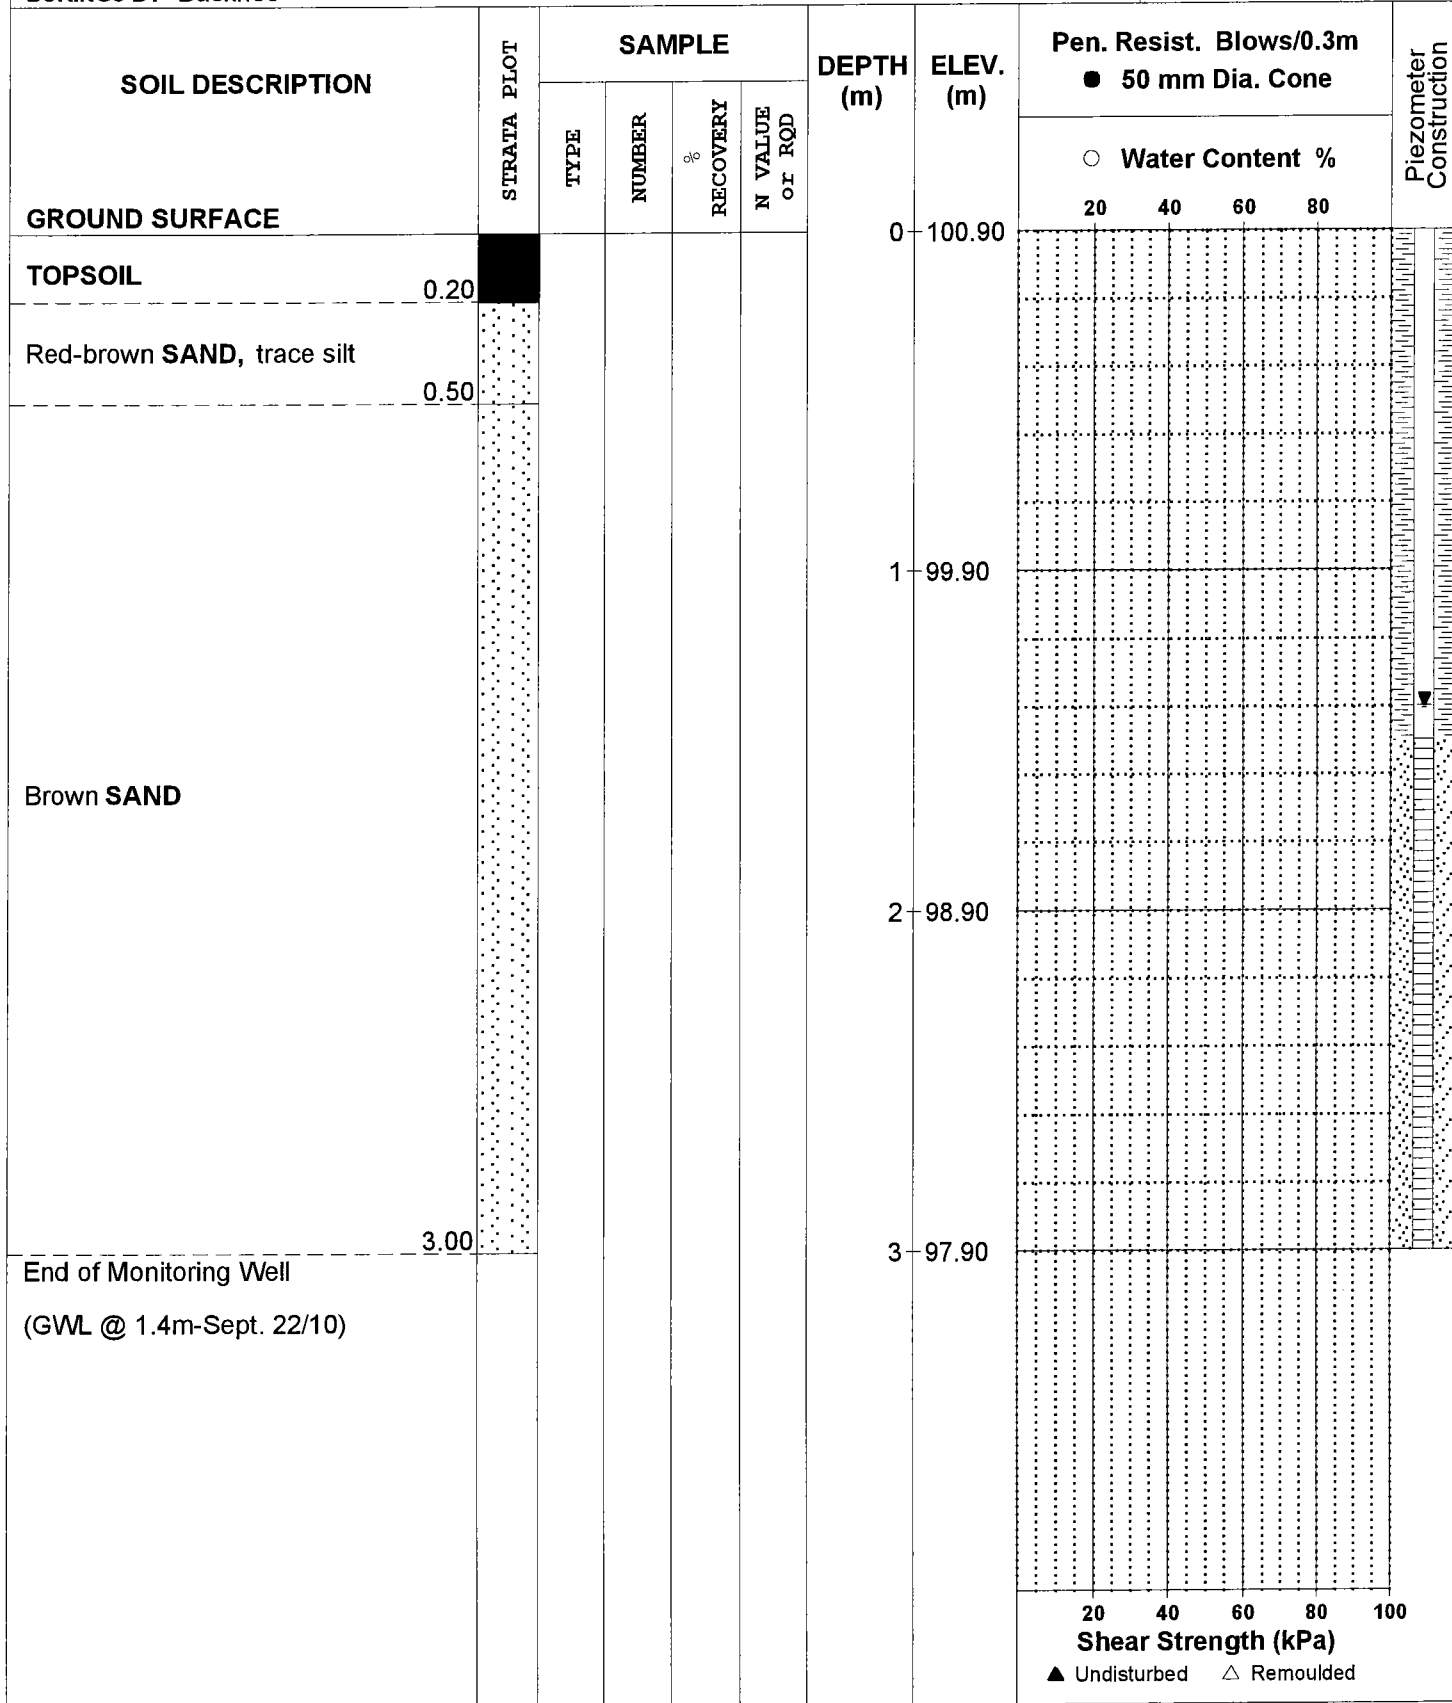 SOIL DESCRIPTION
STRATA PLOT
SAMPLE
TYPE
NUMBER
% RECOVERY
N VALUE or RQD
DEPTH (m)
ELEV. (m)
Pen. Resist. Blows/0.3m
● 50 mm Dia. Cone
○ Water Content %
Piezometer Construction
20 40 60 80
GROUND SURFACE
0 100.90
TOPSOIL
0.20
Red-brown SAND, trace silt
0.50
1 99.90
Brown SAND
2 98.90
3.00
3 97.90
End of Monitoring Well
(GWL @ 1.4m-Sept. 22/10)
20 40 60 80 100
Shear Strength (kPa)
▲ Undisturbed △ Remoulded